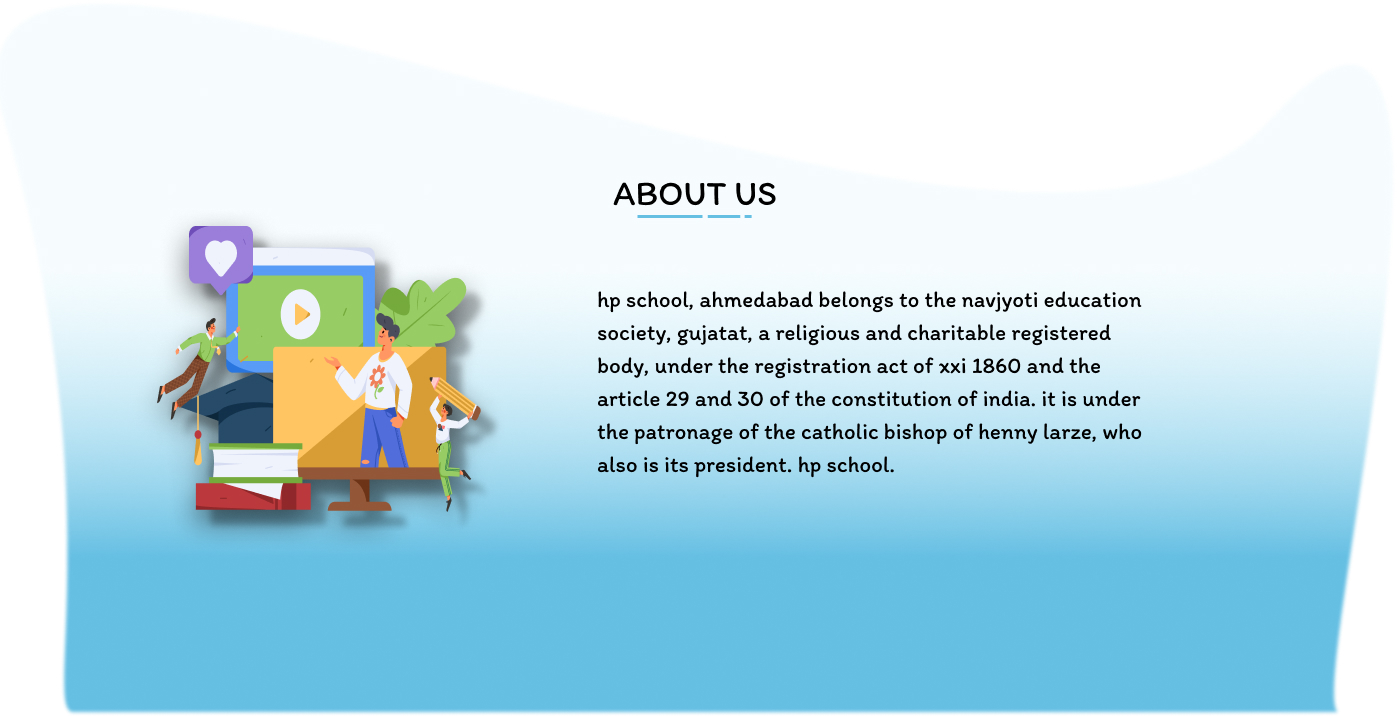 ABOUT US
hp school, ahmedabad belongs to the navjyoti education
society, gujatat, a religious and charitable registered
body, under the registration act of xxi 1860 and the
article 29 and 30 of the constitution of india. it is under
the patronage of the catholic bishop of henny larze, who
also is its president. hp school.